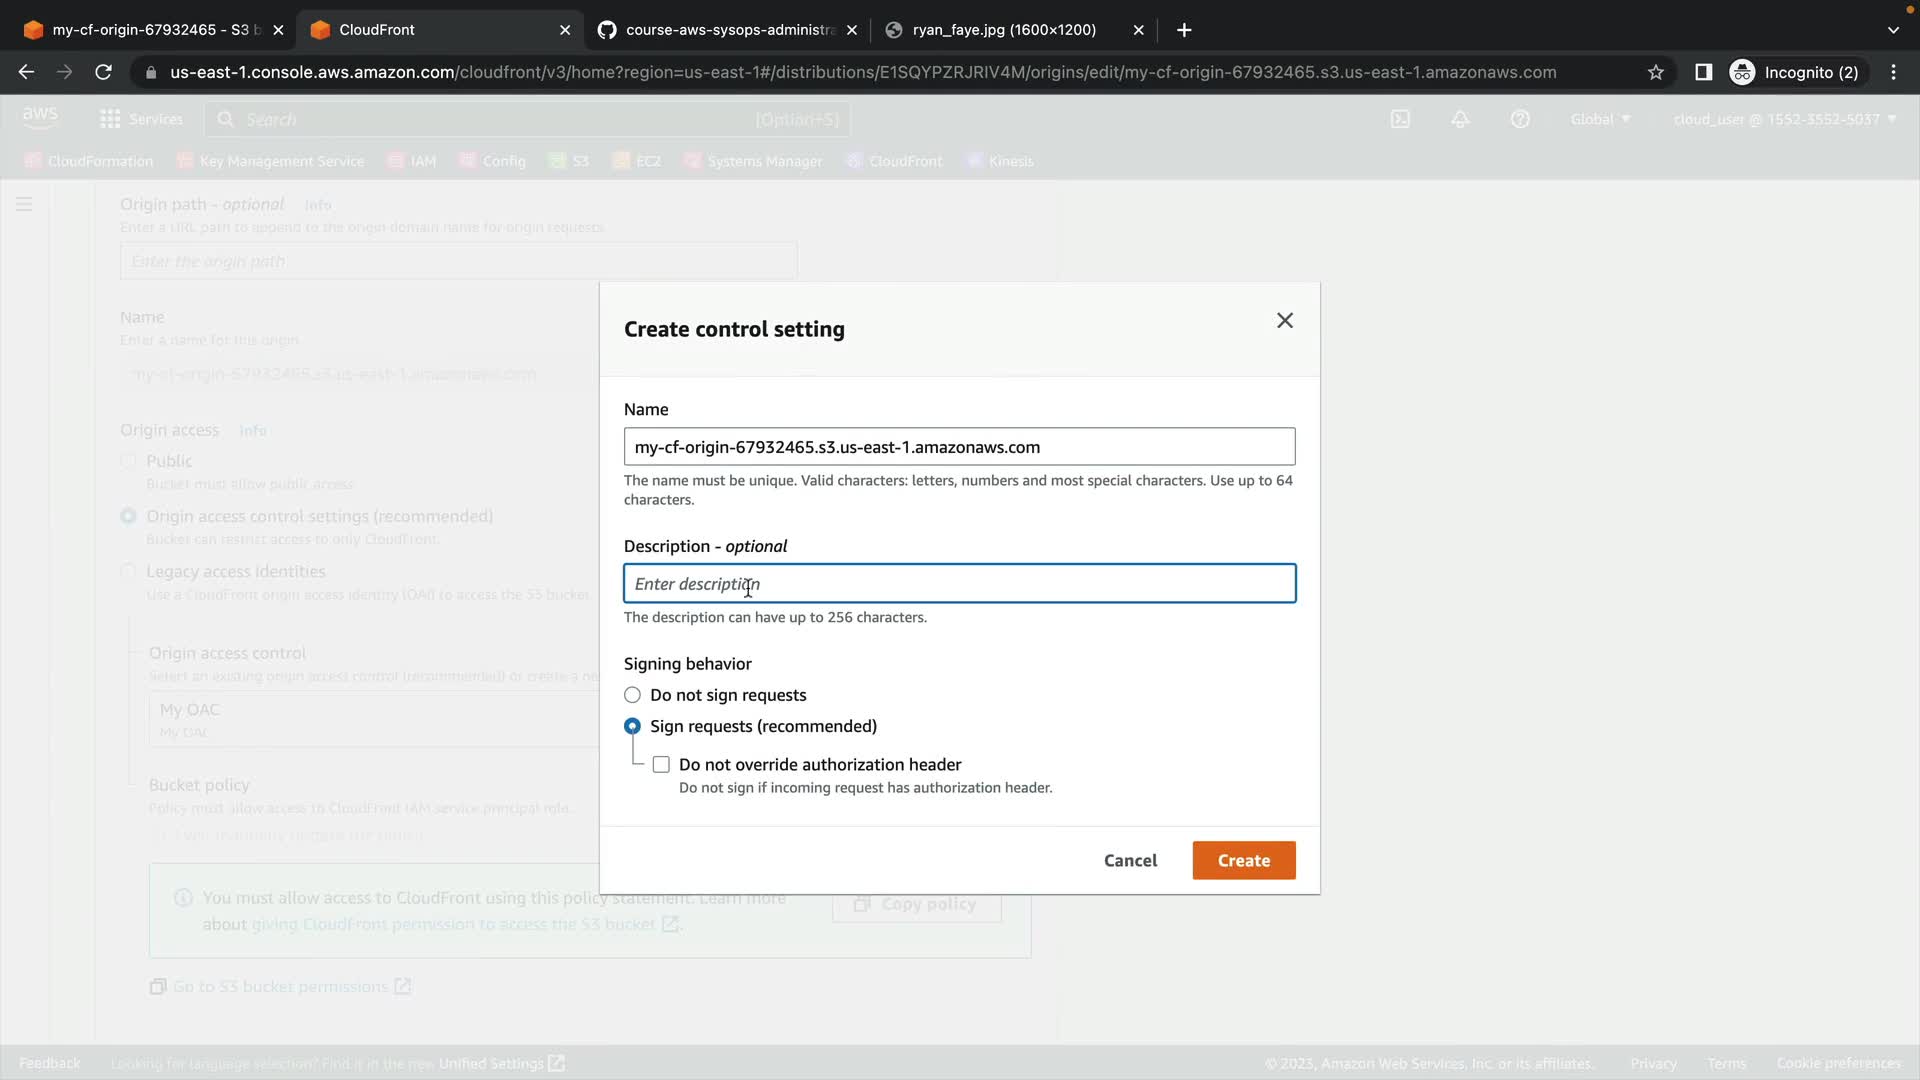 my-cf-origin-67932465 - S3 b
CloudFront
course-aws-sysops-administra
ryan_faye.jpg (1600×1200)
us-east-1.console.aws.amazon.com/cloudfront/v3/home?region=us-east-1#/distributions/E1SQYPZRJRIV4M/origins/edit/my-cf-origin-67932465.s3.us-east-1.amazonaws.com
Incognito (2)
aws
Services
Search
[Option+S]
Global
cloud_user @ 1552-3552-5037
CloudFormation
Key Management Service
IAM
Config
S3
EC2
Systems Manager
CloudFront
Kinesis
Origin path - optional Info
Enter a URL path to append to the origin domain name for origin requests.
Enter the origin path
Name
Enter a name for this origin.
my-cf-origin-67932465.s3.us-east-1.amazonaws.com
Origin access Info
Public
Bucket must allow public access.
Origin access control settings (recommended)
Bucket can restrict access to only CloudFront.
Legacy access identities
Use a CloudFront origin access identity (OAI) to access the S3 bucket.
Origin access control
Select an existing origin access control (recommended) or create a ne
My OAC
My OAC
Bucket policy
Policy must allow access to CloudFront IAM service principal role.
You must allow access to CloudFront using this policy statement. Learn more
about giving CloudFront permission to access the S3 bucket.
Copy policy
Go to S3 bucket permissions
Create control setting
Name
my-cf-origin-67932465.s3.us-east-1.amazonaws.com
The name must be unique. Valid characters: letters, numbers and most special characters. Use up to 64
characters.
Description - optional
Enter description
The description can have up to 256 characters.
Signing behavior
Do not sign requests
Sign requests (recommended)
Do not override authorization header
Do not sign if incoming request has authorization header.
Cancel
Create
Feedback
Looking for language selection? Find it in the new Unified Settings
© 2023, Amazon Web Services, Inc. or its affiliates.
Privacy
Terms
Cookie preferences